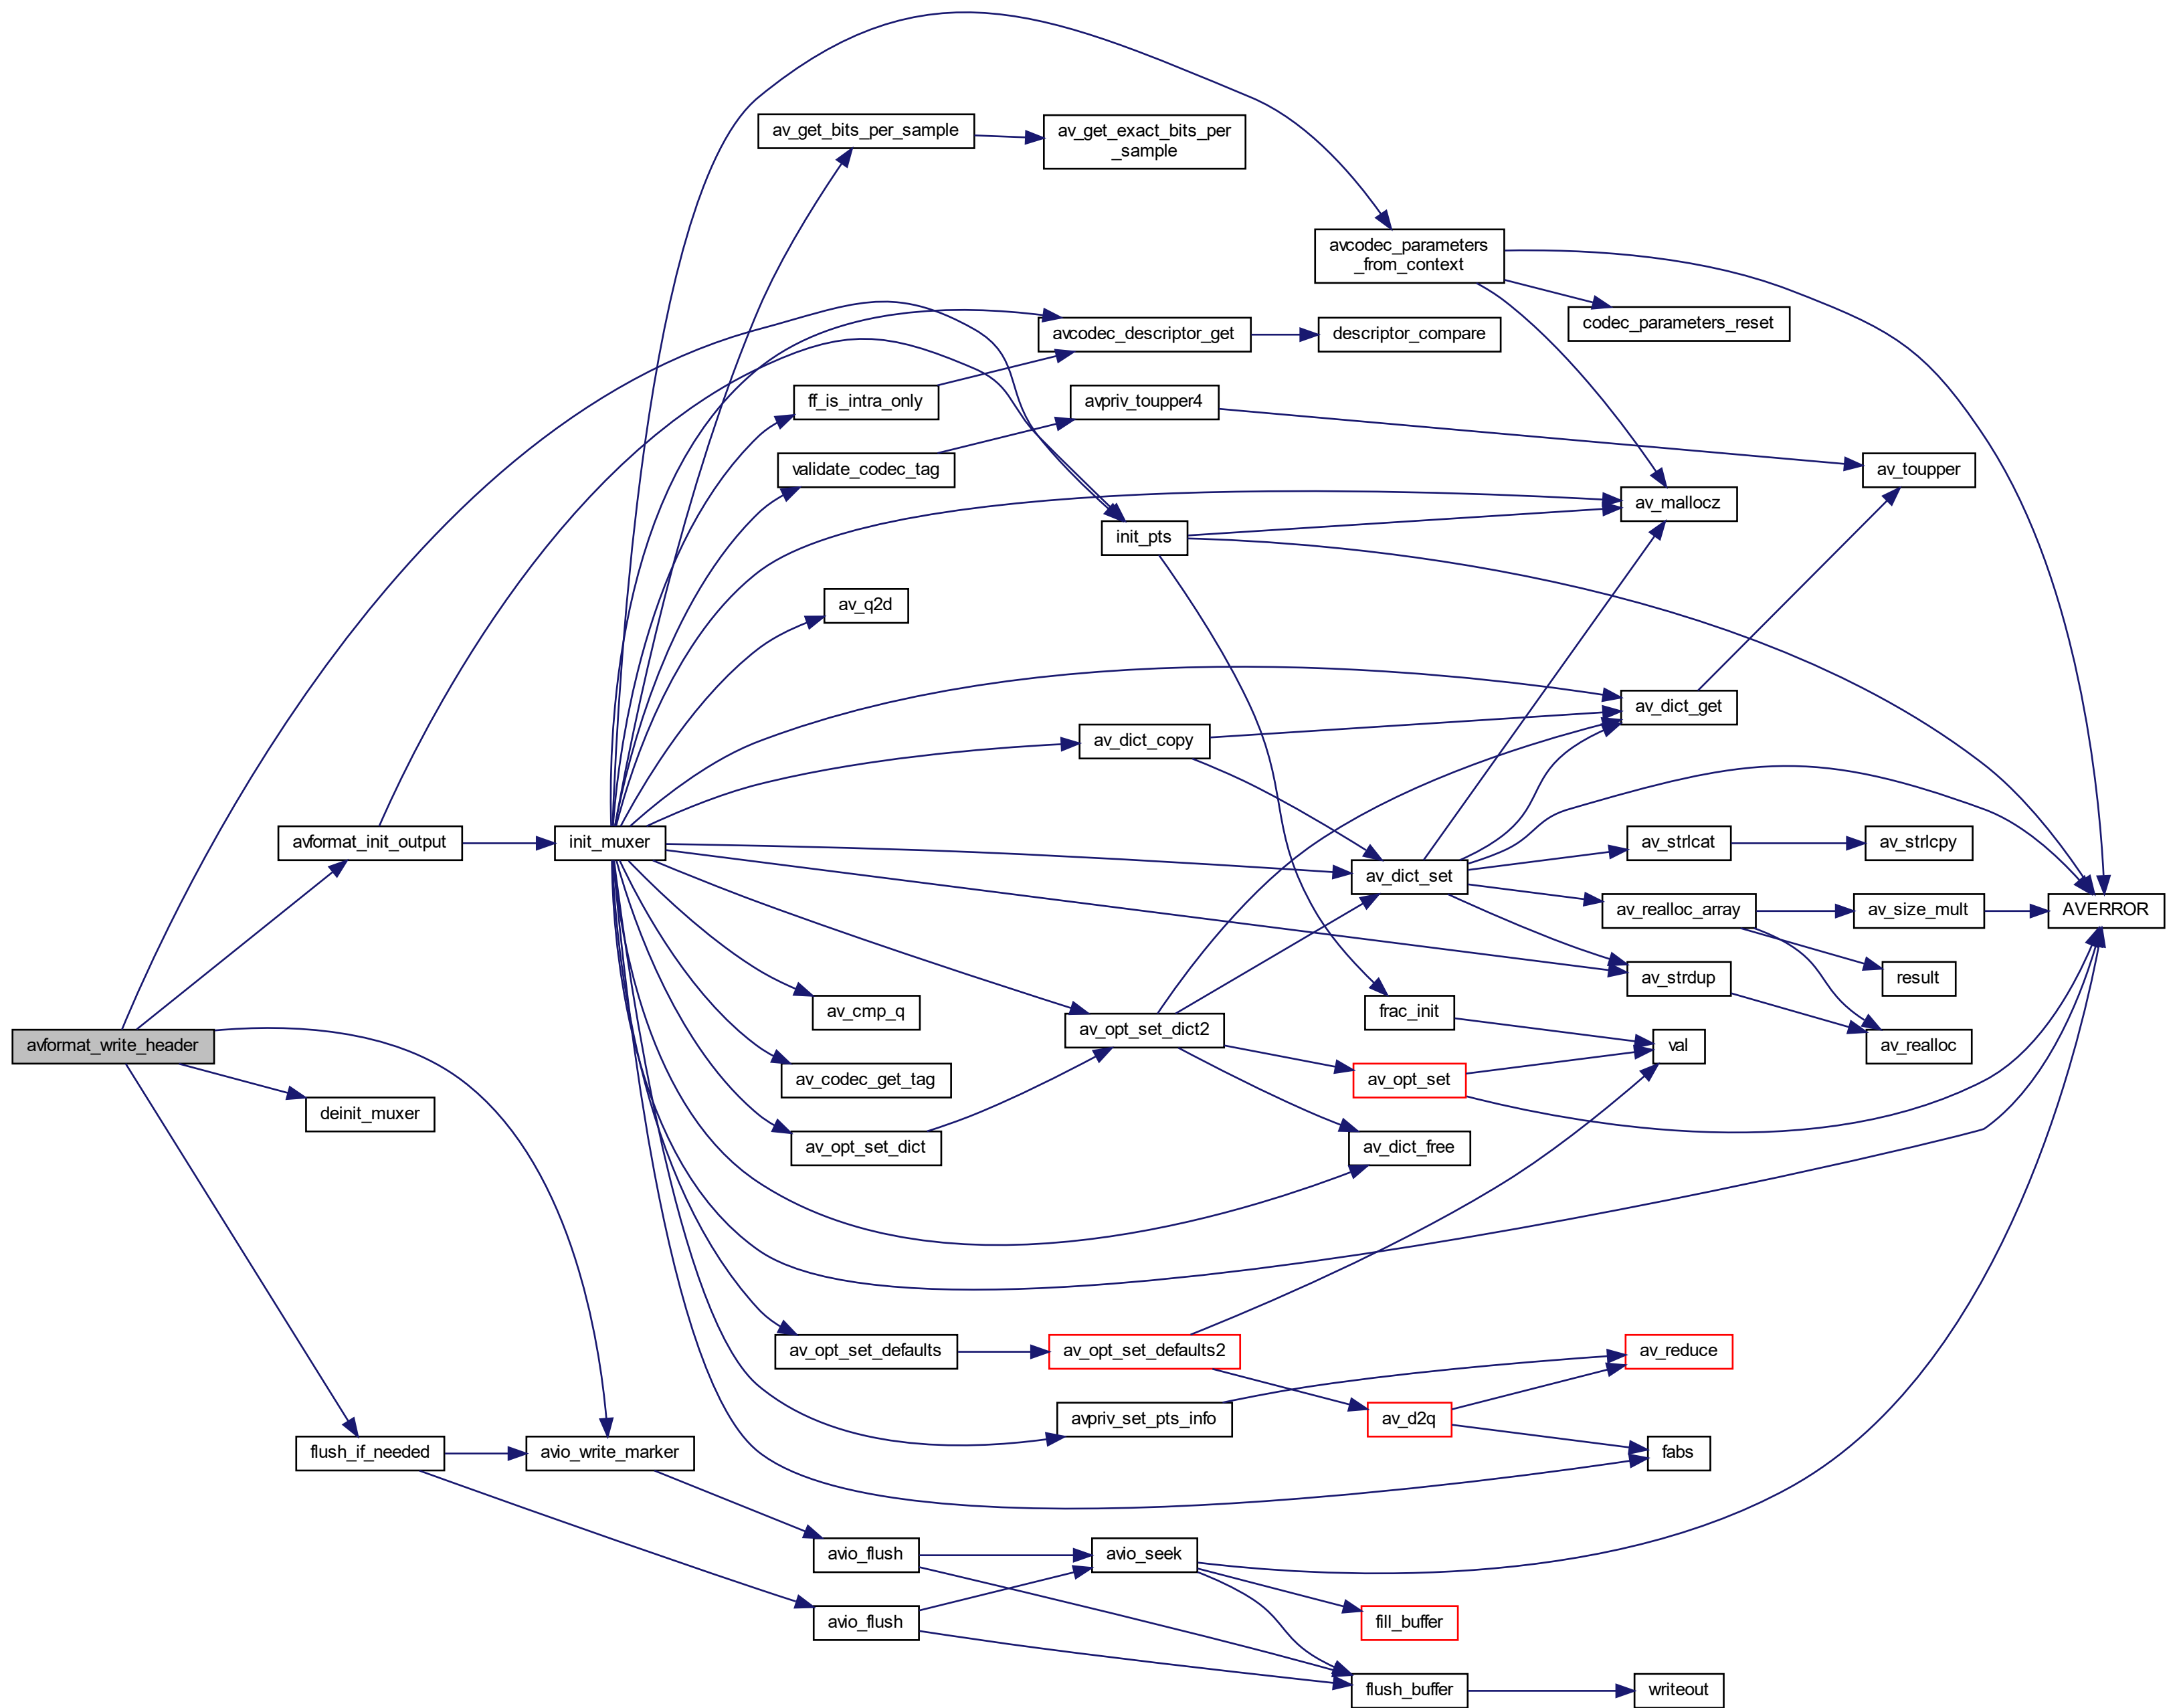 av_get_bits_per_sample
av_get_exact_bits_per
_sample
avcodec_parameters
_from_context
codec_parameters_reset
avcodec_descriptor_get
descriptor_compare
ff_is_intra_only
avpriv_toupper4
validate_codec_tag
av_toupper
av_mallocz
init_pts
av_q2d
av_dict_get
av_dict_copy
avformat_init_output
init_muxer
av_strlcat
av_strlcpy
av_dict_set
av_realloc_array
av_size_mult
AVERROR
av_strdup
result
av_cmp_q
frac_init
av_opt_set_dict2
avformat_write_header
val
av_realloc
av_codec_get_tag
av_opt_set
deinit_muxer
av_opt_set_dict
av_dict_free
av_opt_set_defaults
av_opt_set_defaults2
av_reduce
avpriv_set_pts_info
av_d2q
flush_if_needed
avio_write_marker
fabs
avio_flush
avio_seek
avio_flush
fill_buffer
flush_buffer
writeout